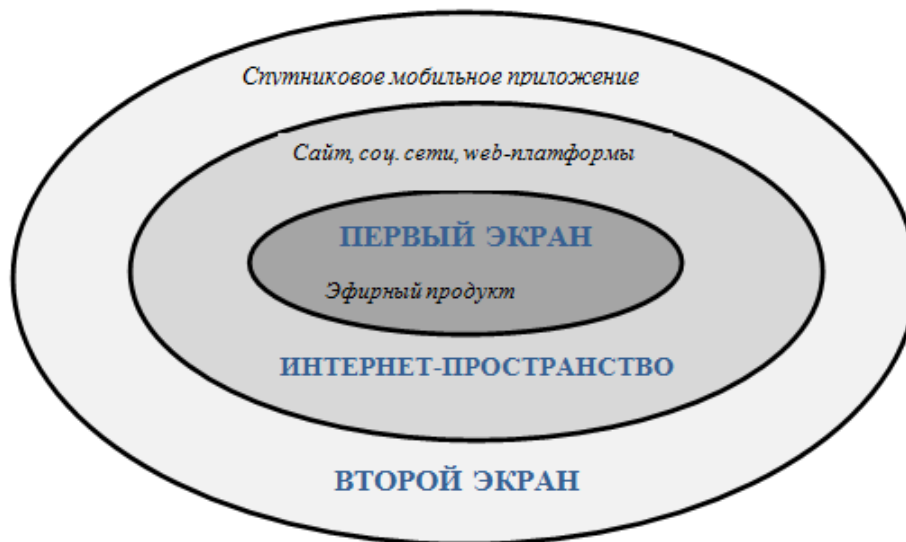 Спутниковое мобильное приложение
Сайт, соц. сети, web-платформы
ПЕРВЫЙ ЭКРАН
Эфирный продукт
ИНТЕРНЕТ-ПРОСТРАНСТВО
ВТОРОЙ ЭКРАН